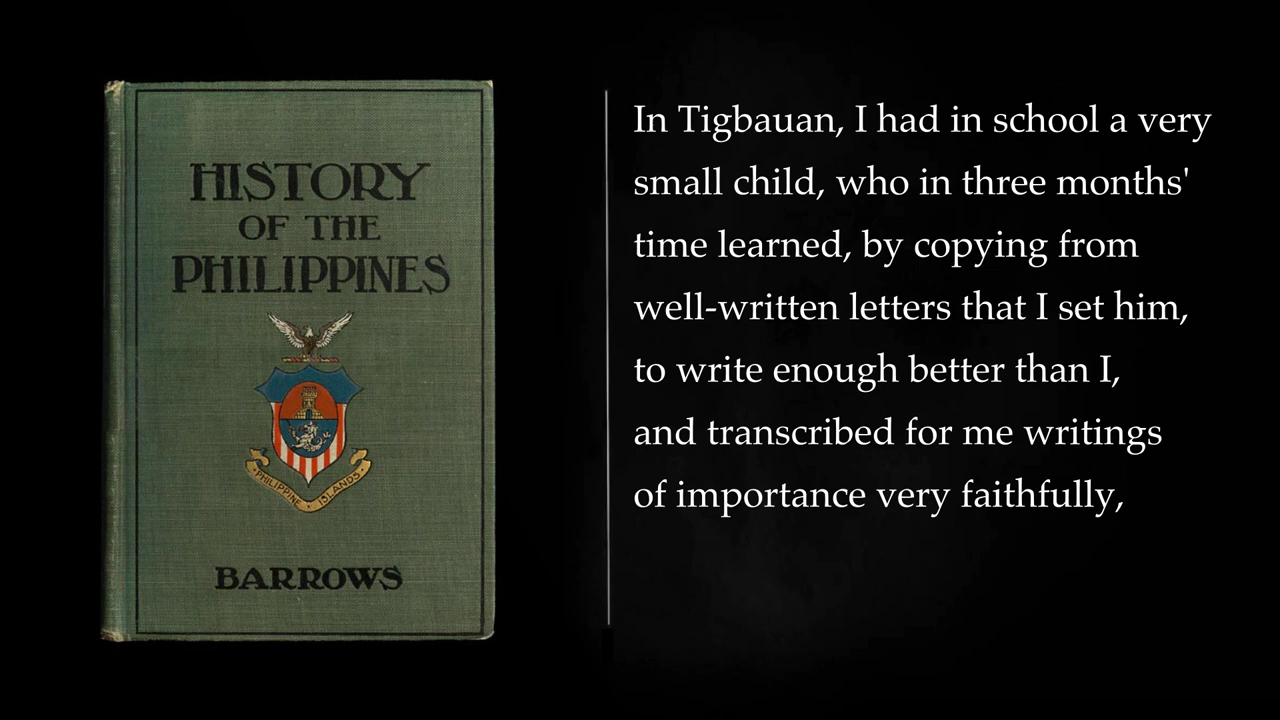 HISTORY
OF THE
PHILIPPINES
PHILIPPINE ISLANDS
BARROWS
In Tigbauan, I had in school a very
small child, who in three months'
time learned, by copying from
well-written letters that I set him,
to write enough better than I,
and transcribed for me writings
of importance very faithfully,